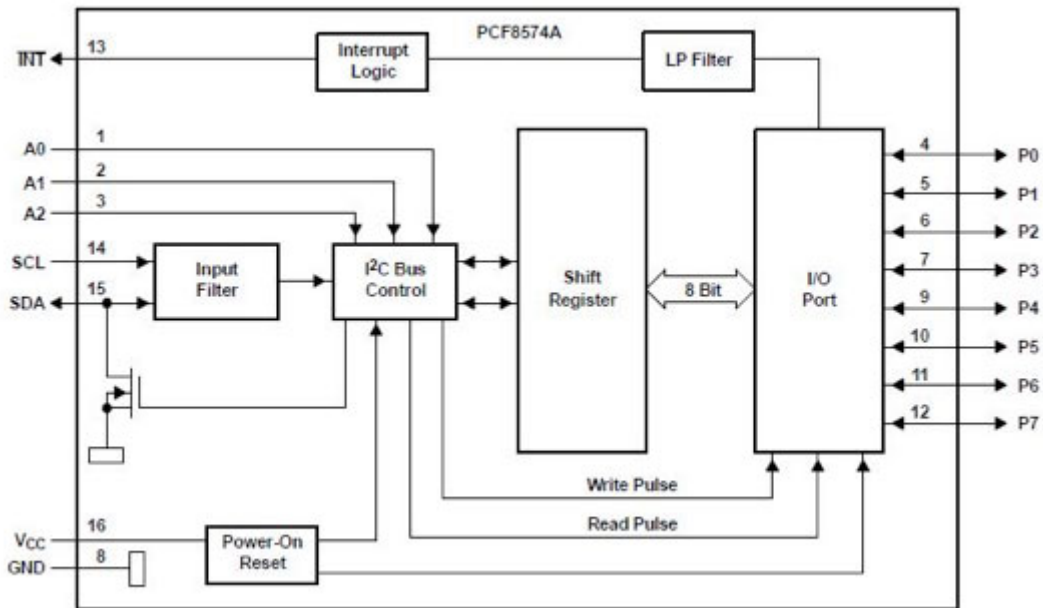 PCF8574A
INT 13 Interrupt Logic LP Filter
A0 1
A1 2
A2 3
SCL 14
SDA 15
Input Filter
I²C Bus Control
Shift Register
8 Bit
I/O Port
4 P0
5 P1
6 P2
7 P3
9 P4
10 P5
11 P6
12 P7
Write Pulse
Read Pulse
VCC 16
GND 8
Power-On Reset